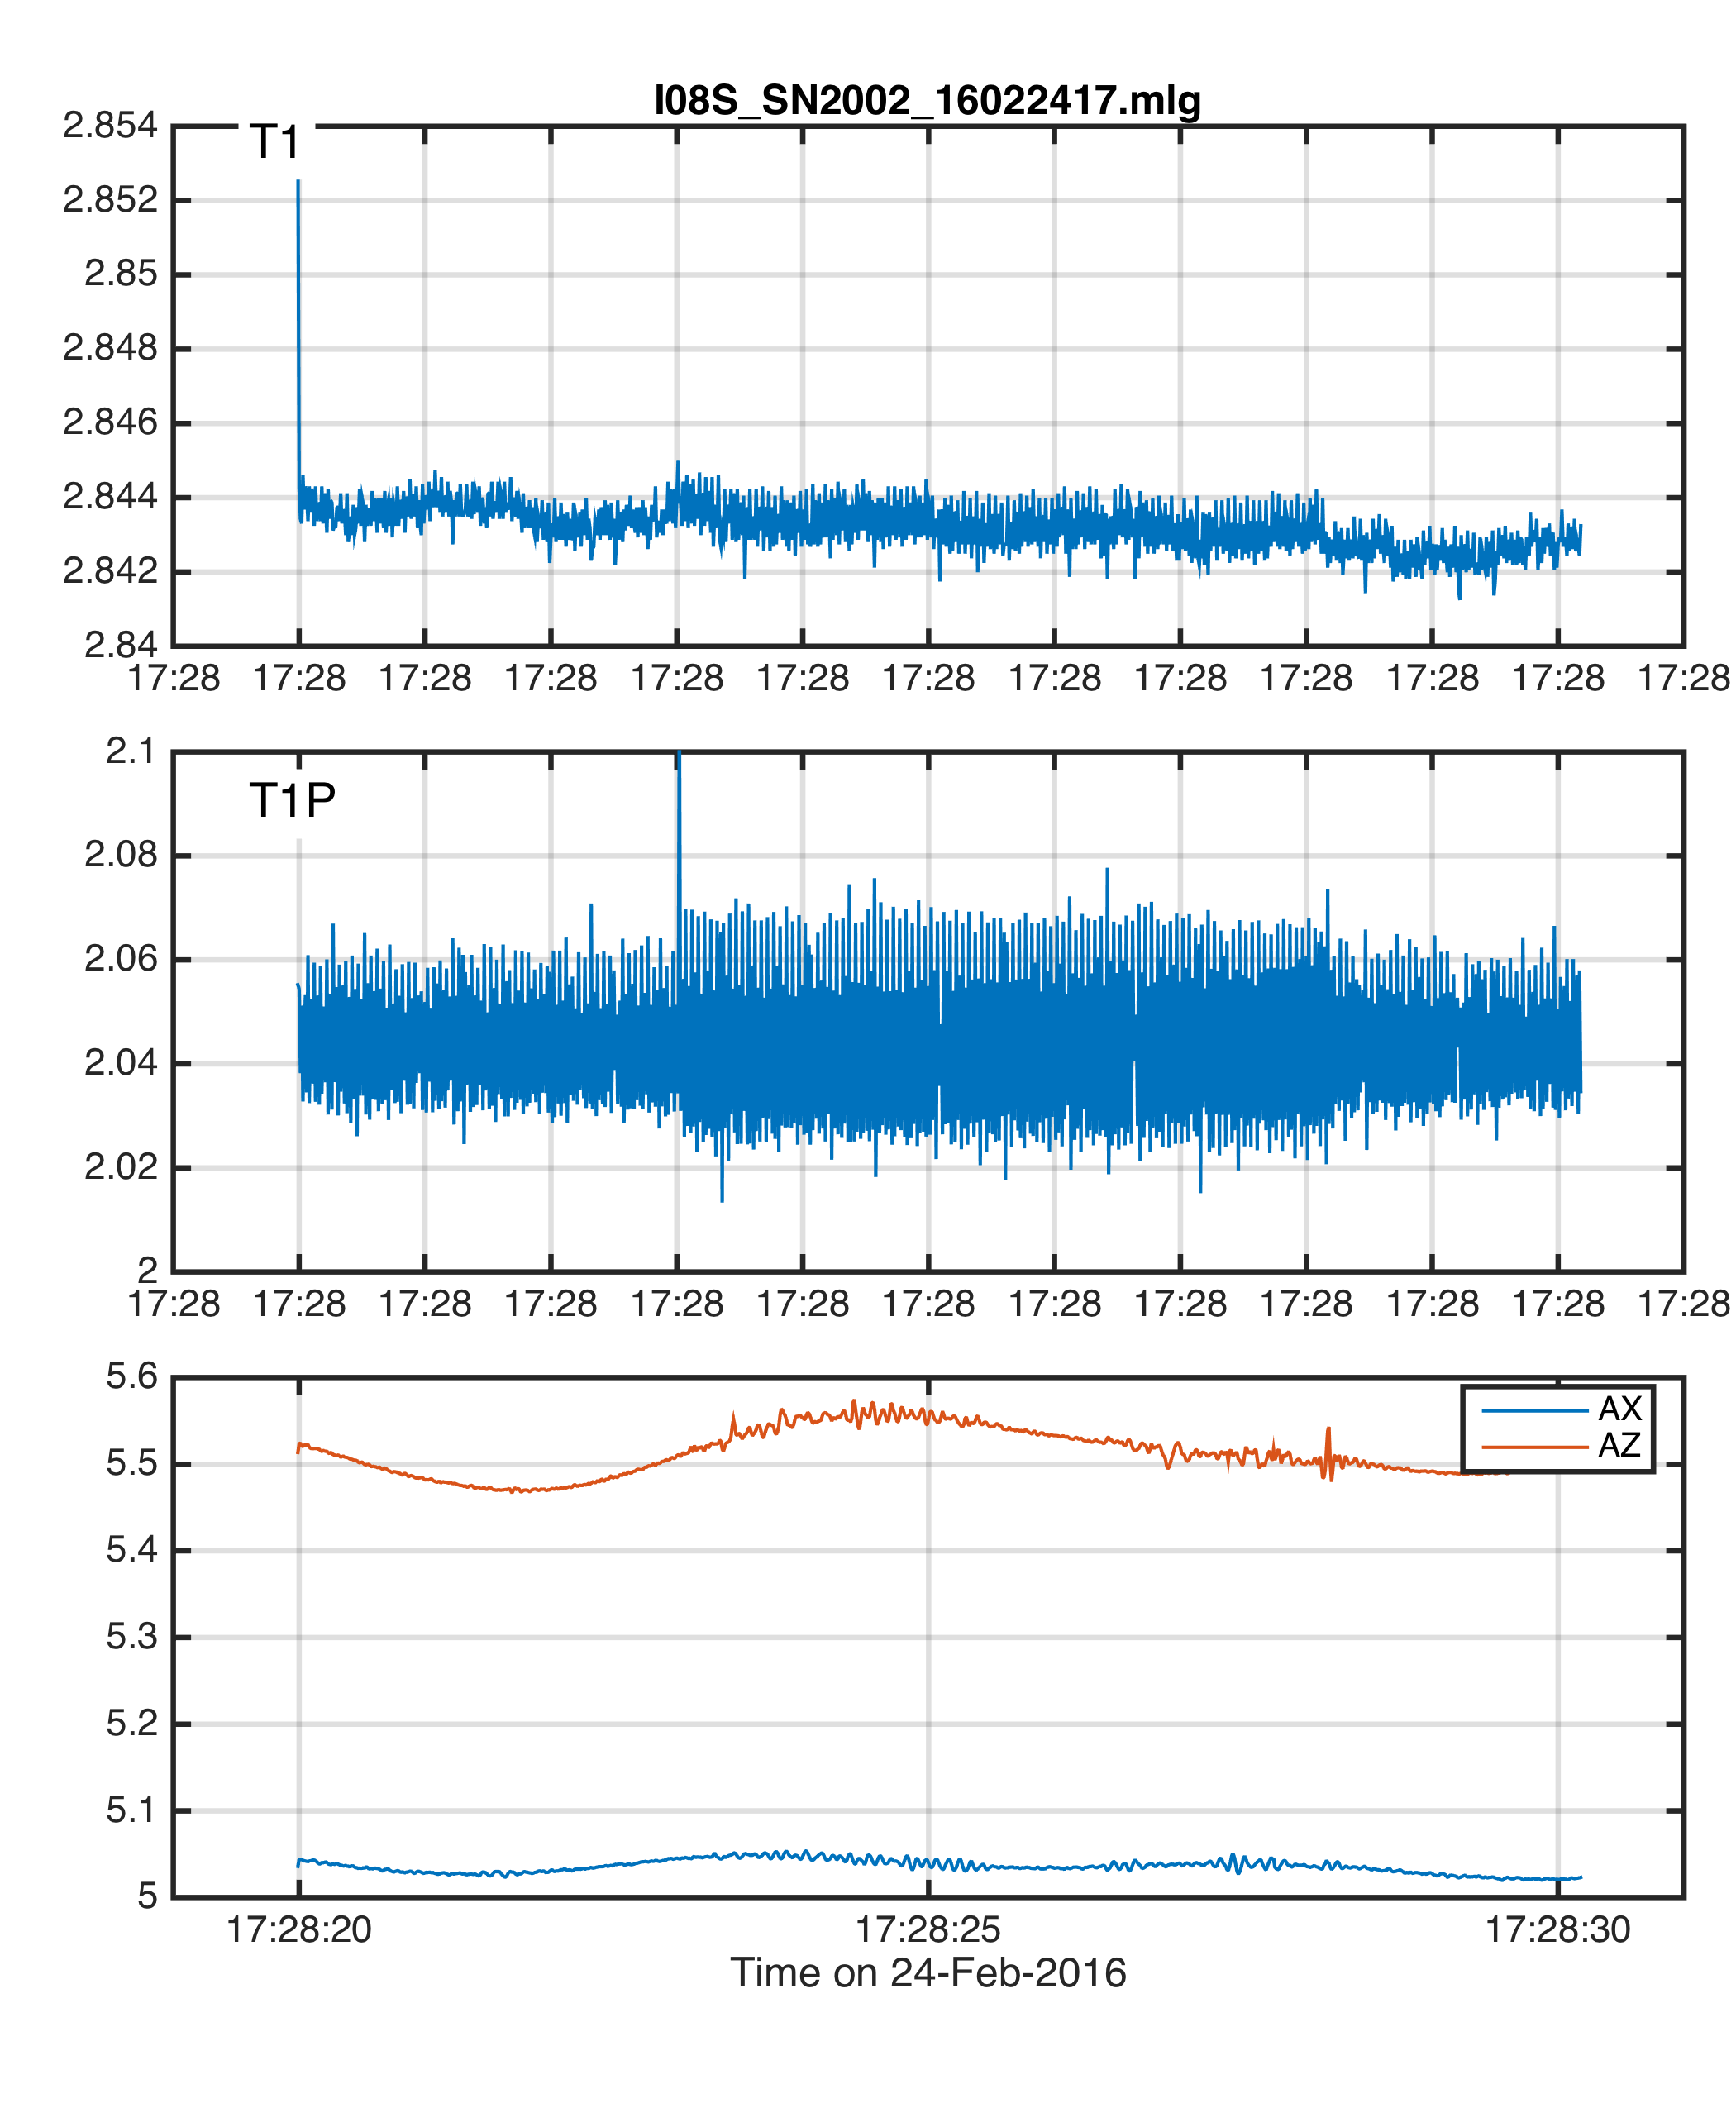 I08S_SN2002_16022417.mlg
T1
2.854
2.852
2.85
2.848
2.846
2.844
2.842
2.84
17:28 17:28 17:28 17:28 17:28 17:28 17:28 17:28 17:28 17:28 17:28 17:28 17:28
T1P
2.1
2.08
2.06
2.04
2.02
2
17:28 17:28 17:28 17:28 17:28 17:28 17:28 17:28 17:28 17:28 17:28 17:28 17:28
5.6
5.5
5.4
5.3
5.2
5.1
5
AX
AZ
17:28:20 17:28:25 17:28:30
Time on 24-Feb-2016